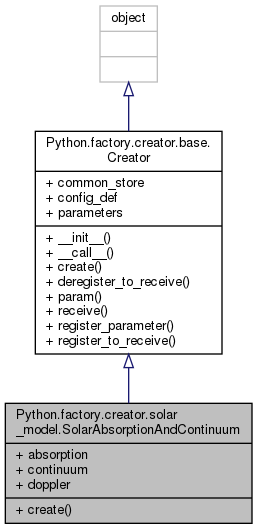 object
Python.factory.creator.base.
Creator
+ common_store
+ config_def
+ parameters
+ __init__()
+ __call__()
+ create()
+ deregister_to_receive()
+ param()
+ receive()
+ register_parameter()
+ register_to_receive()
Python.factory.creator.solar
_model.SolarAbsorptionAndContinuum
+ absorption
+ continuum
+ doppler
+ create()